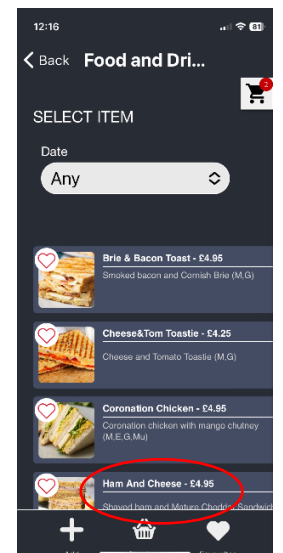 12:16
81
Back Food and Dri...
SELECT ITEM
Date
Any
Brie & Bacon Toast - £4.95
Smoked bacon and Cornish Brie (M,G)
Cheese&Tom Toastie - £4.25
Cheese and Tomato Toastie (M,G)
Coronation Chicken - £4.95
Coronation chicken with mango chutney
(M,E,G,Mu)
Ham And Cheese - £4.95
Shaved ham and Mature Cheddar Sandwich